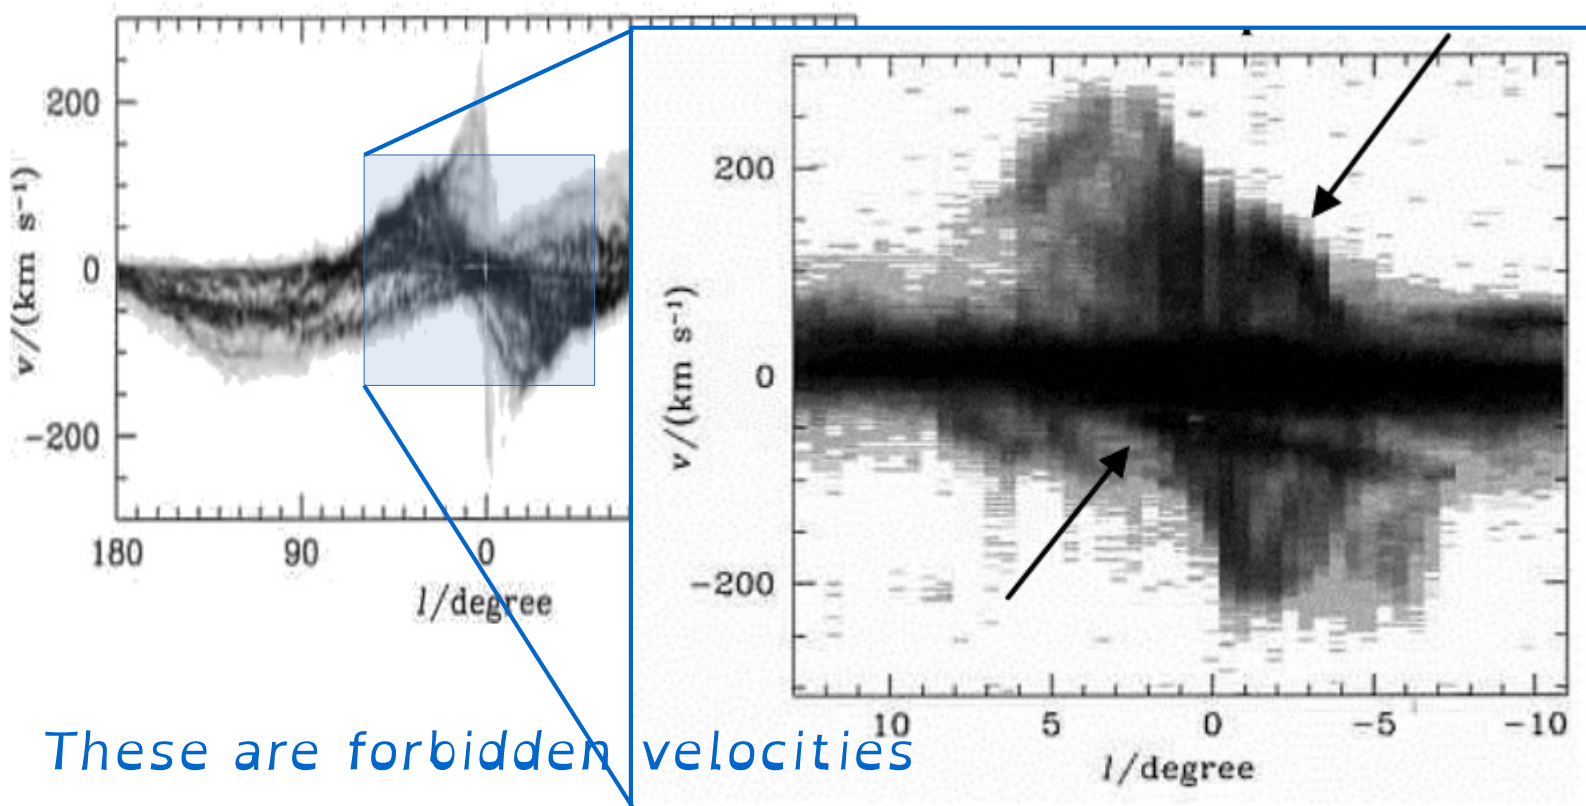 200
0
-200
v/(km s⁻¹)
180
90
0
l/degree
200
0
-200
v/(km s⁻¹)
10
5
0
-5
-10
l/degree
These are forbidden velocities